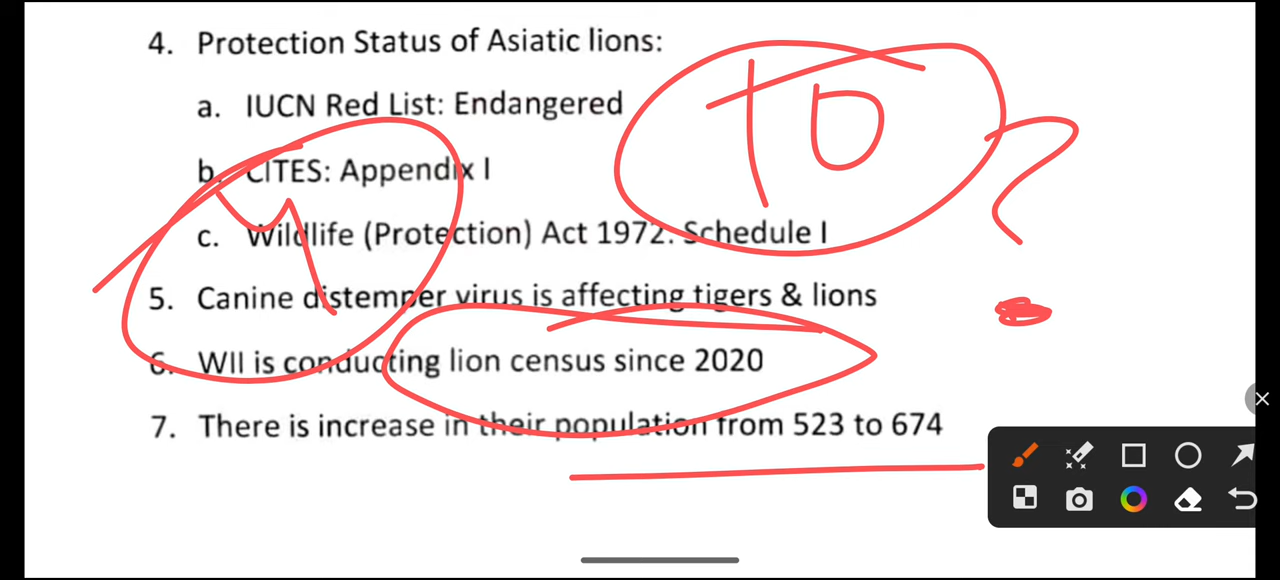 4. Protection Status of Asiatic lions:
a. IUCN Red List: Endangered
b. CITES: Appendix I
c. Wildlife (Protection) Act 1972: Schedule I
5. Canine distemper virus is affecting tigers & lions
6. WII is conducting lion census since 2020
7. There is increase in their population from 523 to 674
?